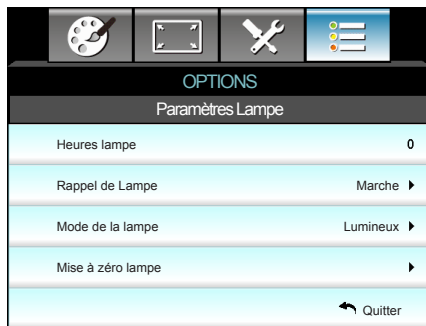 OPTIONS
Paramètres Lampe
Heures lampe 0
Rappel de Lampe Marche
Mode de la lampe Lumineux
Mise à zéro lampe
Quitter